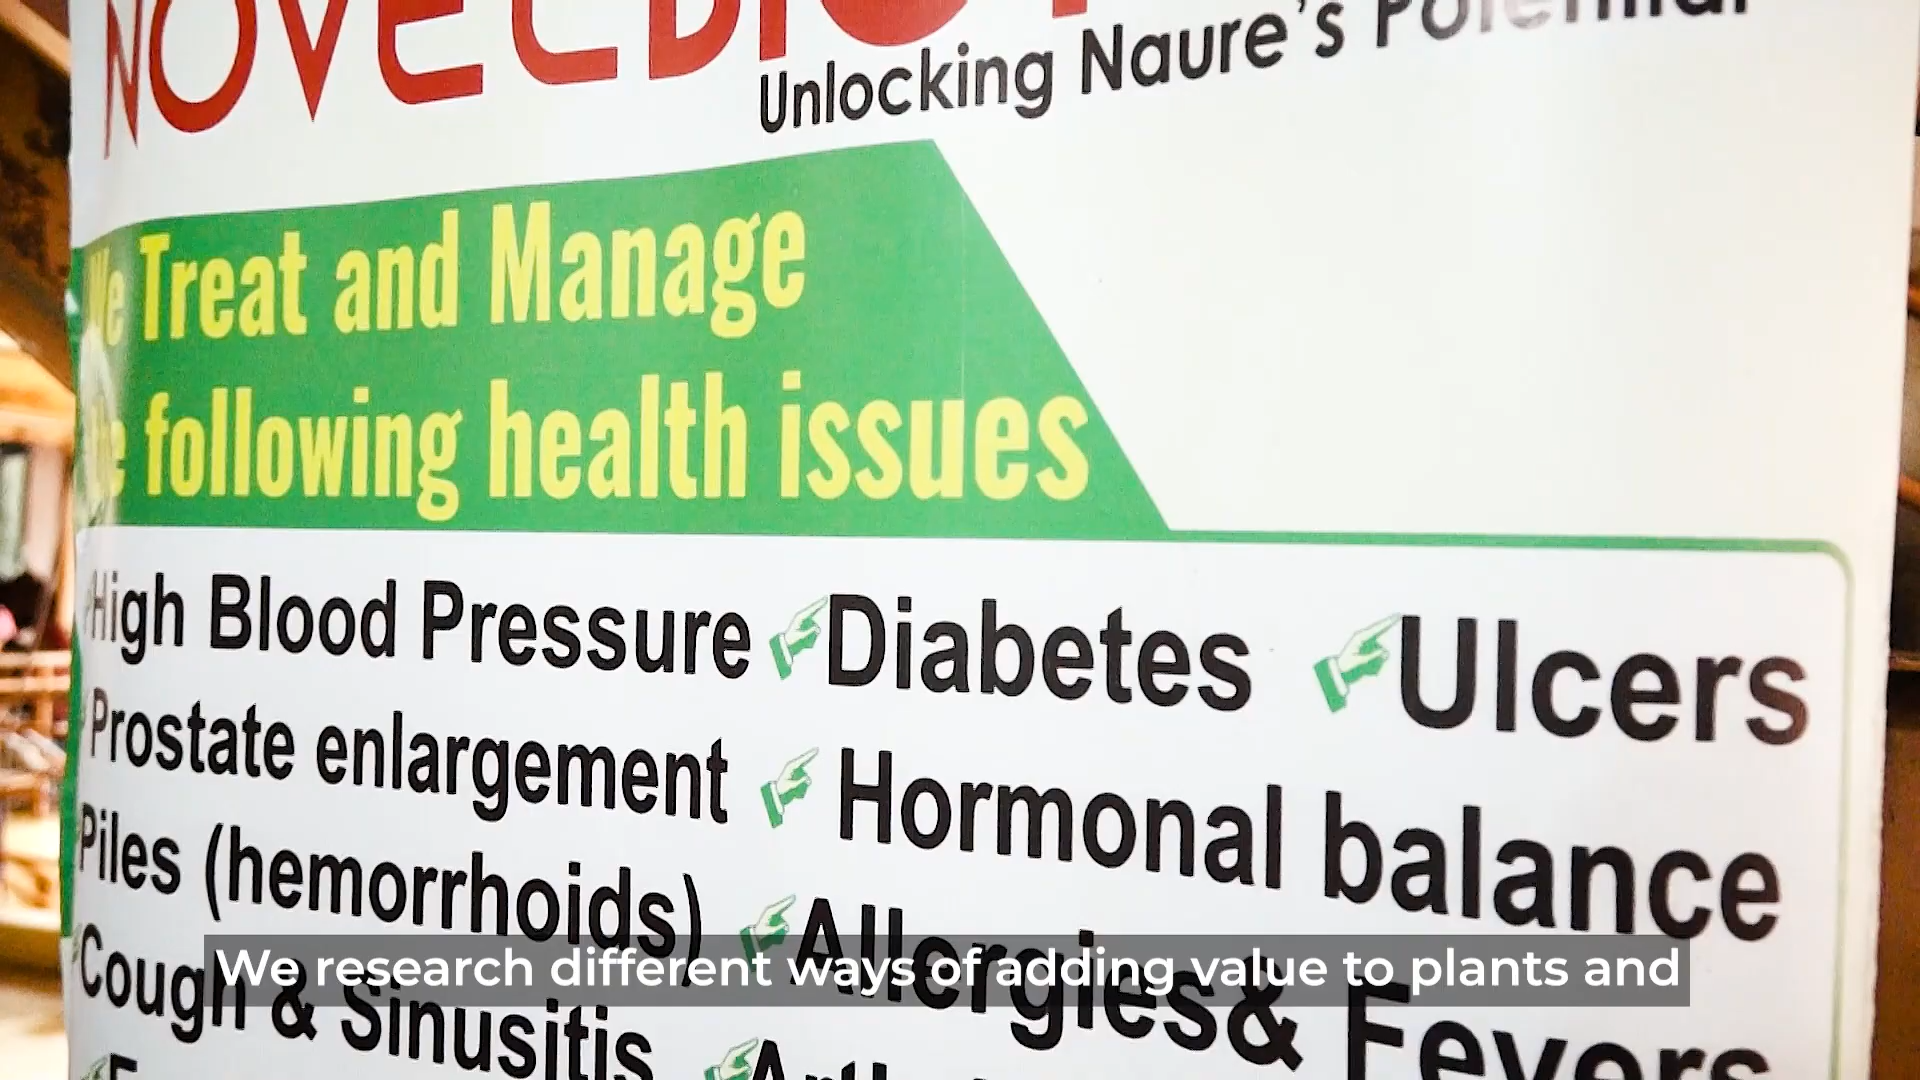 Unlocking Naure's Potential
We Treat and Manage
the following health issues
High Blood Pressure Diabetes Ulcers
Prostate enlargement Hormonal balance
Piles (hemorrhoids) Allergies& Fevers
Cough & Sinusitis
We research different ways of adding value to plants and